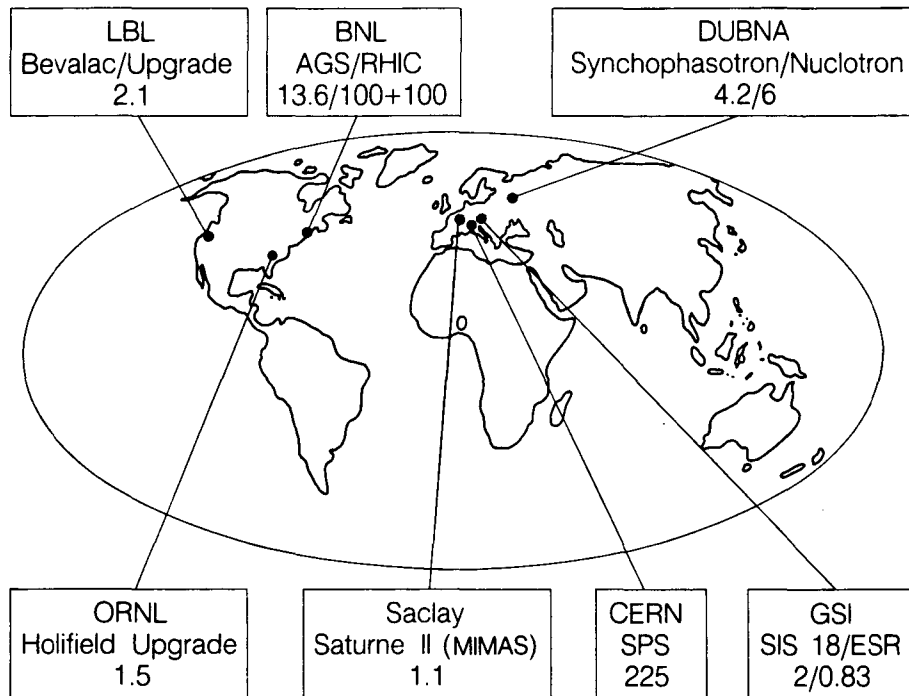 LBL
Bevalac/Upgrade
2.1
BNL
AGS/RHIC
13.6/100+100
DUBNA
Synchophasotron/Nuclotron
4.2/6
ORNL
Holifield Upgrade
1.5
Saclay
Saturne II (MIMAS)
1.1
CERN
SPS
225
GSI
SIS 18/ESR
2/0.83